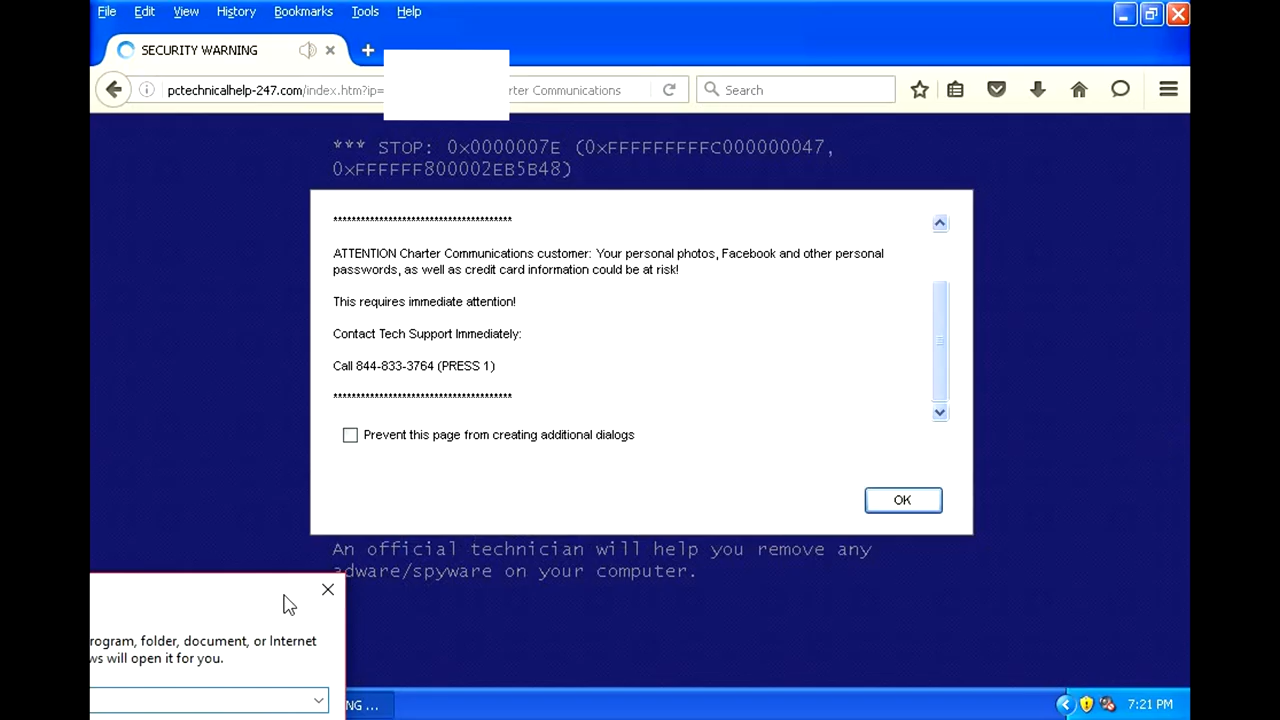 File Edit View History Bookmarks Tools Help
SECURITY WARNING
pctechnicalhelp-247.com/index.htm?ip= rter Communications
Search
*** STOP: 0x0000007E (0xFFFFFFFFFC000000047,
0xFFFFFF800002EB5B48)
***************************************
ATTENTION Charter Communications customer: Your personal photos, Facebook and other personal
passwords, as well as credit card information could be at risk!
This requires immediate attention!
Contact Tech Support Immediately:
Call 844-833-3764 (PRESS 1)
***************************************
Prevent this page from creating additional dialogs
OK
An official technician will help you remove any
adware/spyware on your computer.
rogram, folder, document, or Internet
ws will open it for you.
NG ...
7:21 PM